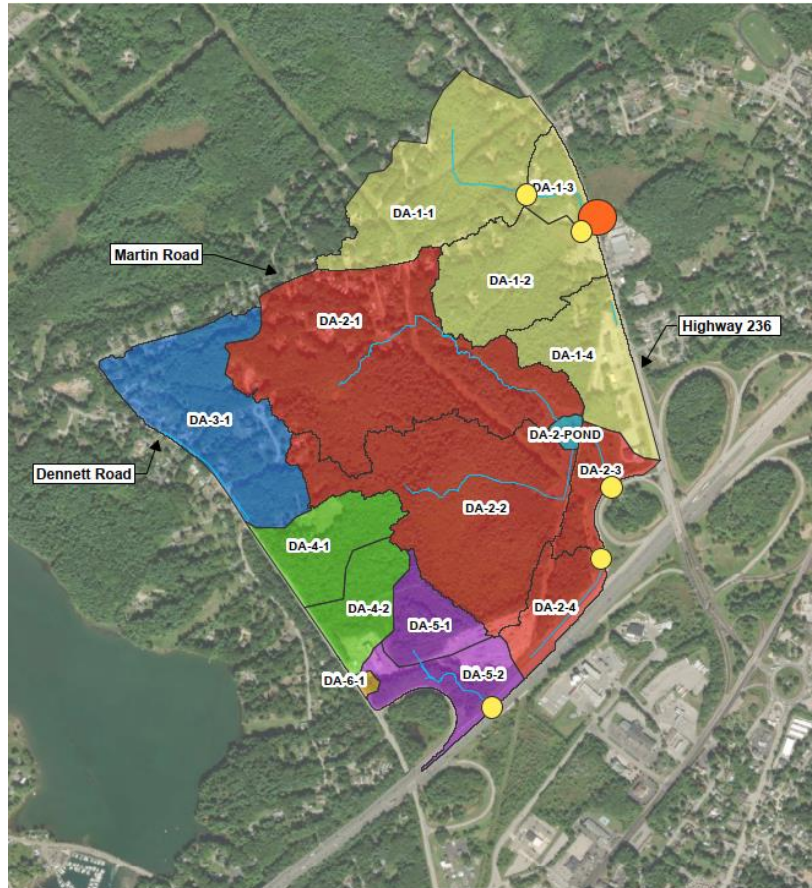 DA-1-3
DA-1-1
Martin Road
DA-1-2
DA-2-1
Highway 236
DA-1-4
DA-3-1
DA-2-POND
Dennett Road
DA-2-3
DA-2-2
DA-4-1
DA-4-2
DA-2-4
DA-5-1
DA-6-1
DA-5-2